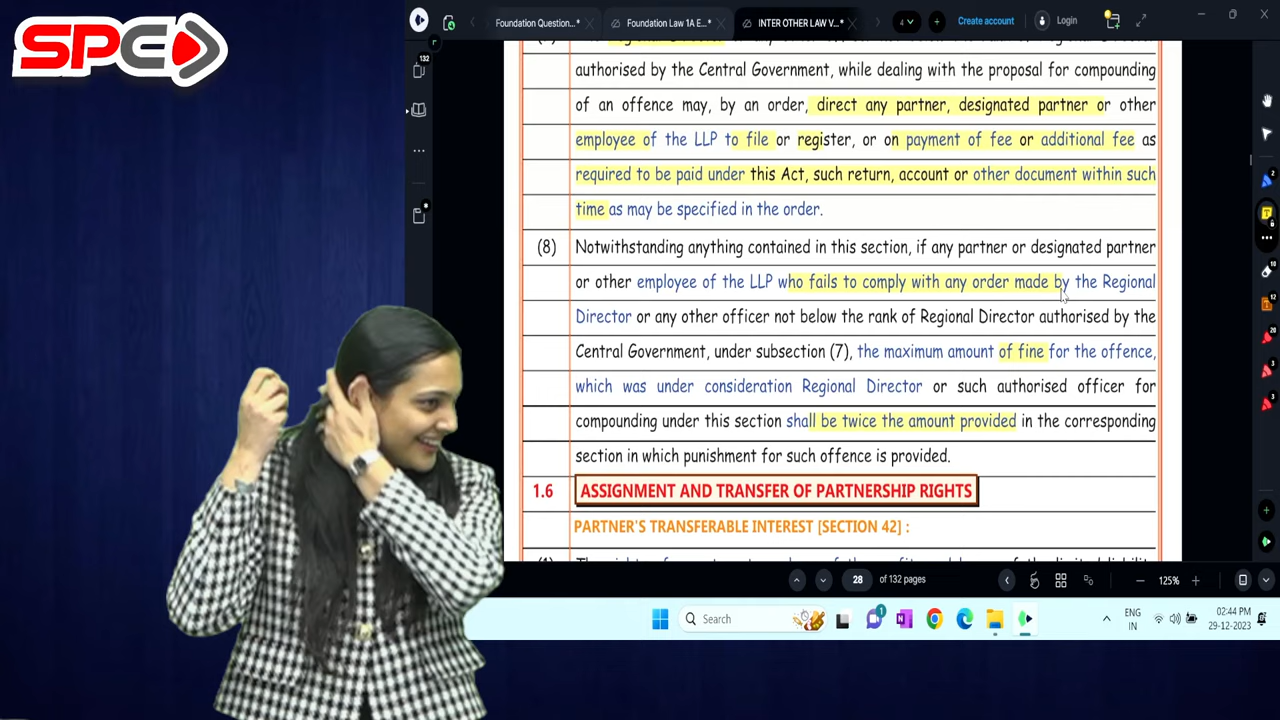 SPC
Foundation Question...*
Foundation Law 1A E...*
INTER OTHER LAW V...*
4
Create account
Login
132
authorised by the Central Government, while dealing with the proposal for compounding
of an offence may, by an order, direct any partner, designated partner or other
employee of the LLP to file or register, or on payment of fee or additional fee as
required to be paid under this Act, such return, account or other document within such
time as may be specified in the order.
(8) Notwithstanding anything contained in this section, if any partner or designated partner
or other employee of the LLP who fails to comply with any order made by the Regional
Director or any other officer not below the rank of Regional Director authorised by the
Central Government, under subsection (7), the maximum amount of fine for the offence,
which was under consideration Regional Director or such authorised officer for
compounding under this section shall be twice the amount provided in the corresponding
section in which punishment for such offence is provided.
1.6 ASSIGNMENT AND TRANSFER OF PARTNERSHIP RIGHTS
PARTNER'S TRANSFERABLE INTEREST [SECTION 42] :
28 of 132 pages
125%
Search
ENG
IN
02:44 PM
29-12-2023